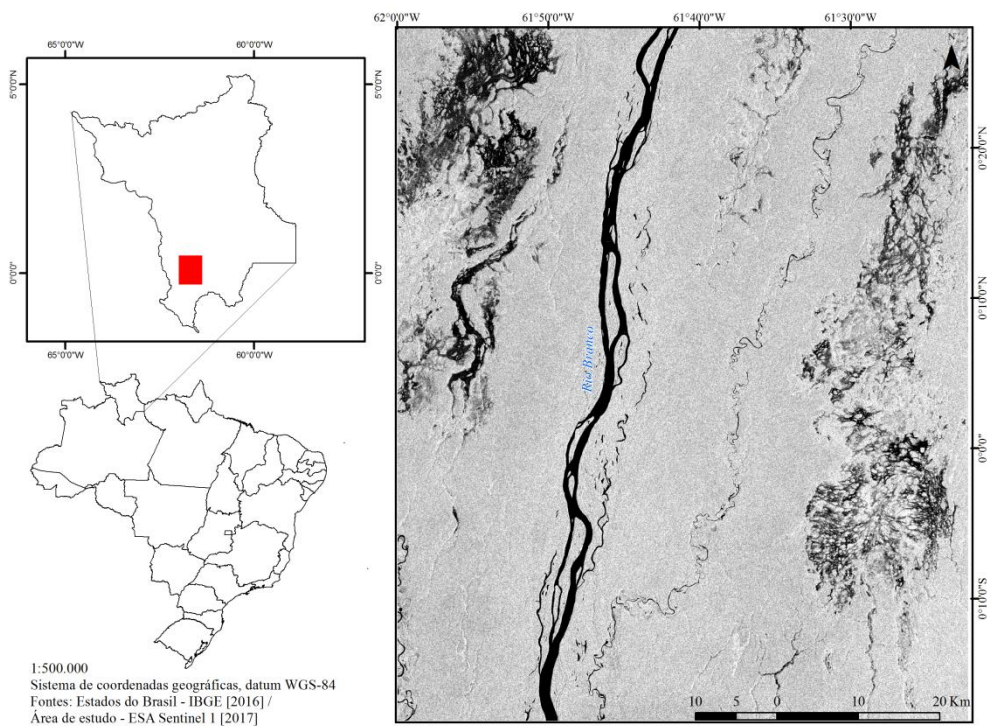 65°0'0"W
60°0'0"W
5°0'0"N
5°0'0"N
0°0'0"
0°0'0"
65°0'0"W
60°0'0"W
62°0'0"W
61°50'0"W
61°40'0"W
61°30'0"W
N
0°20'0"N
0°10'0"N
0°0'0"
0°10'0"S
Rio Branco
10 5 0 10 20 Km
1:500.000
Sistema de coordenadas geográficas, datum WGS-84
Fontes: Estados do Brasil - IBGE [2016] /
Área de estudo - ESA Sentinel 1 [2017]